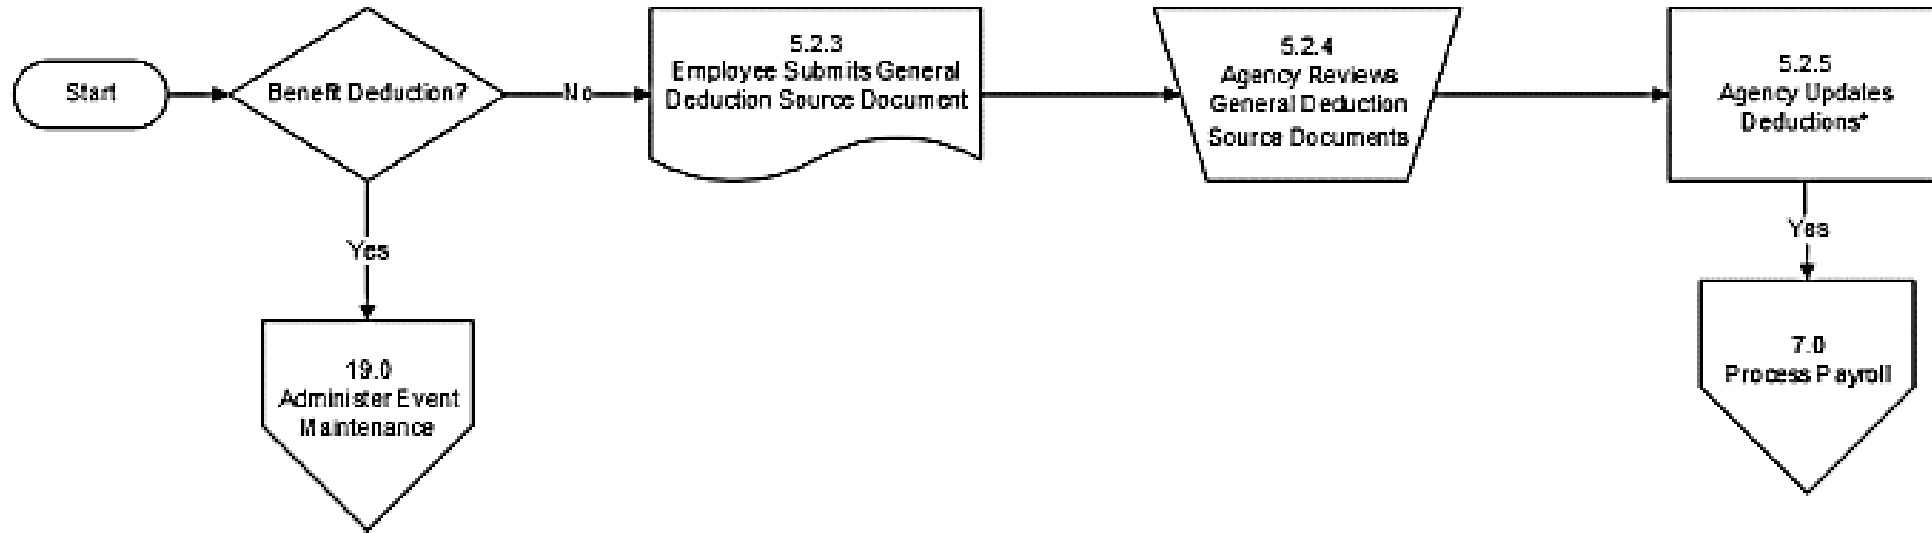 Start
Benefit Deduction?
No
5.2.3
Employee Submits General
Deduction Source Document
5.2.4
Agency Reviews
General Deduction
Source Documents
5.2.5
Agency Updates
Deductions*
Yes
Yes
19.0
Administer Event
Maintenance
7.0
Process Payroll